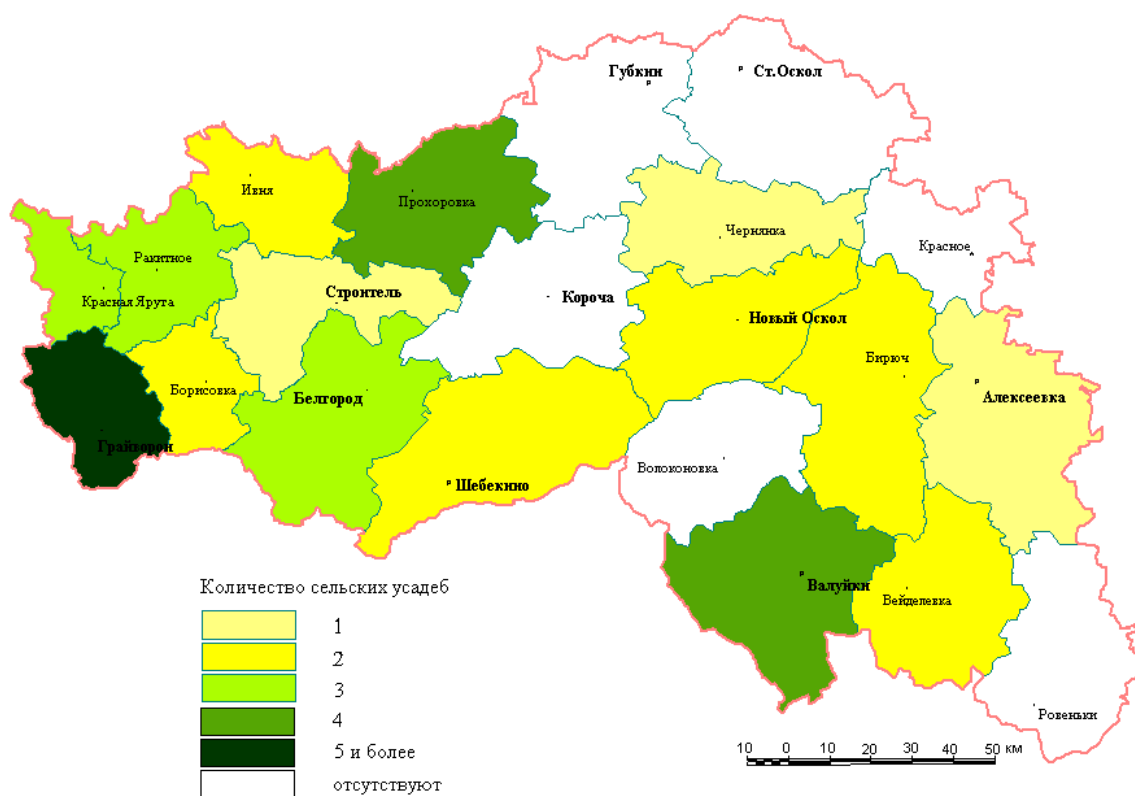 Губкин
Ст.Оскол
Ивня
Прохоровка
Чернянка
Красное
Ракитное
Красная Ярута
Строитель
Короча
Новый Оскол
Бирюч
Борисовка
Белгород
Алексеевка
Грайворон
Волоконовка
Шебекино
Валуйки
Вейделевка
Ровеньки
Количество сельских усадеб
1
2
3
4
5 и более
отсутствуют
10 0 10 20 30 40 50 км